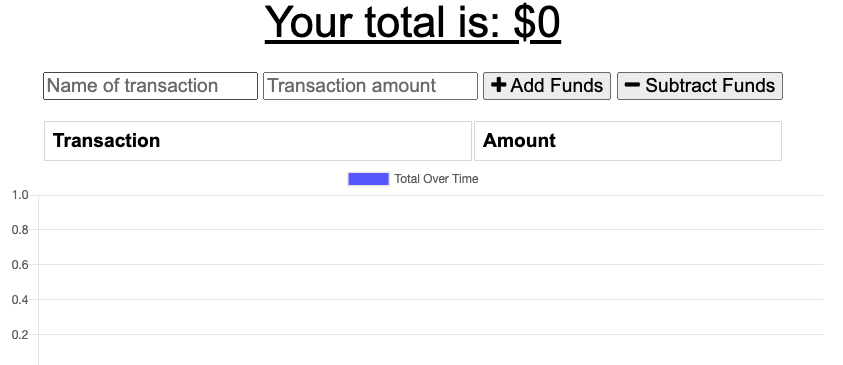 Your total is: $0
Name of transaction Transaction amount + Add Funds − Subtract Funds
Transaction Amount
Total Over Time
1.0
0.8
0.6
0.4
0.2